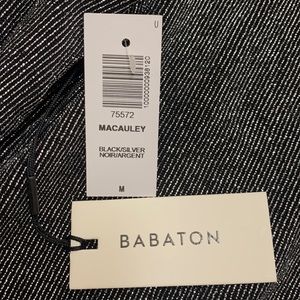 U
75572
MACAULEY
BLACK/SILVER
NOIR/ARGENT
M
BABATON